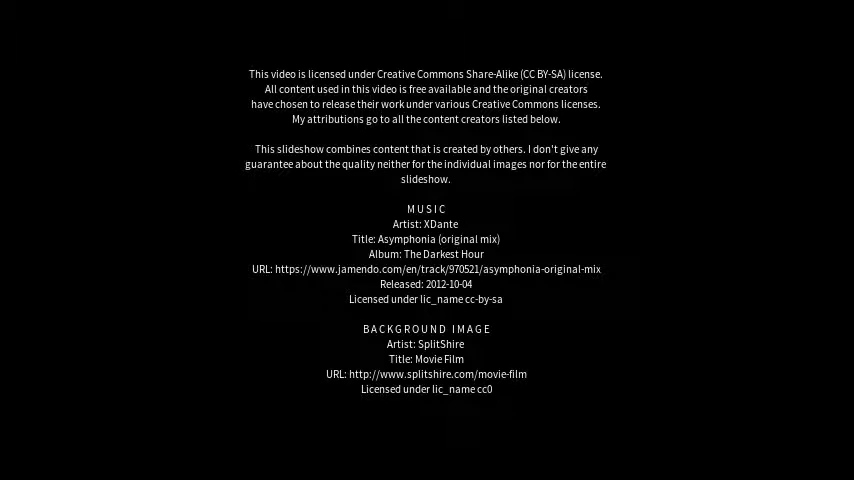 This video is licensed under Creative Commons Share-Alike (CC BY-SA) license.
All content used in this video is free available and the original creators
have chosen to release their work under various Creative Commons licenses.
My attributions go to all the content creators listed below.
This slideshow combines content that is created by others. I don't give any
guarantee about the quality neither for the individual images nor for the entire
slideshow.
MUSIC
Artist: XDante
Title: Asymphonia (original mix)
Album: The Darkest Hour
URL: https://www.jamendo.com/en/track/970521/asymphonia-original-mix
Released: 2012-10-04
Licensed under lic_name cc-by-sa
BACKGROUND IMAGE
Artist: SplitShire
Title: Movie Film
URL: http://www.splitshire.com/movie-film
Licensed under lic_name cc0